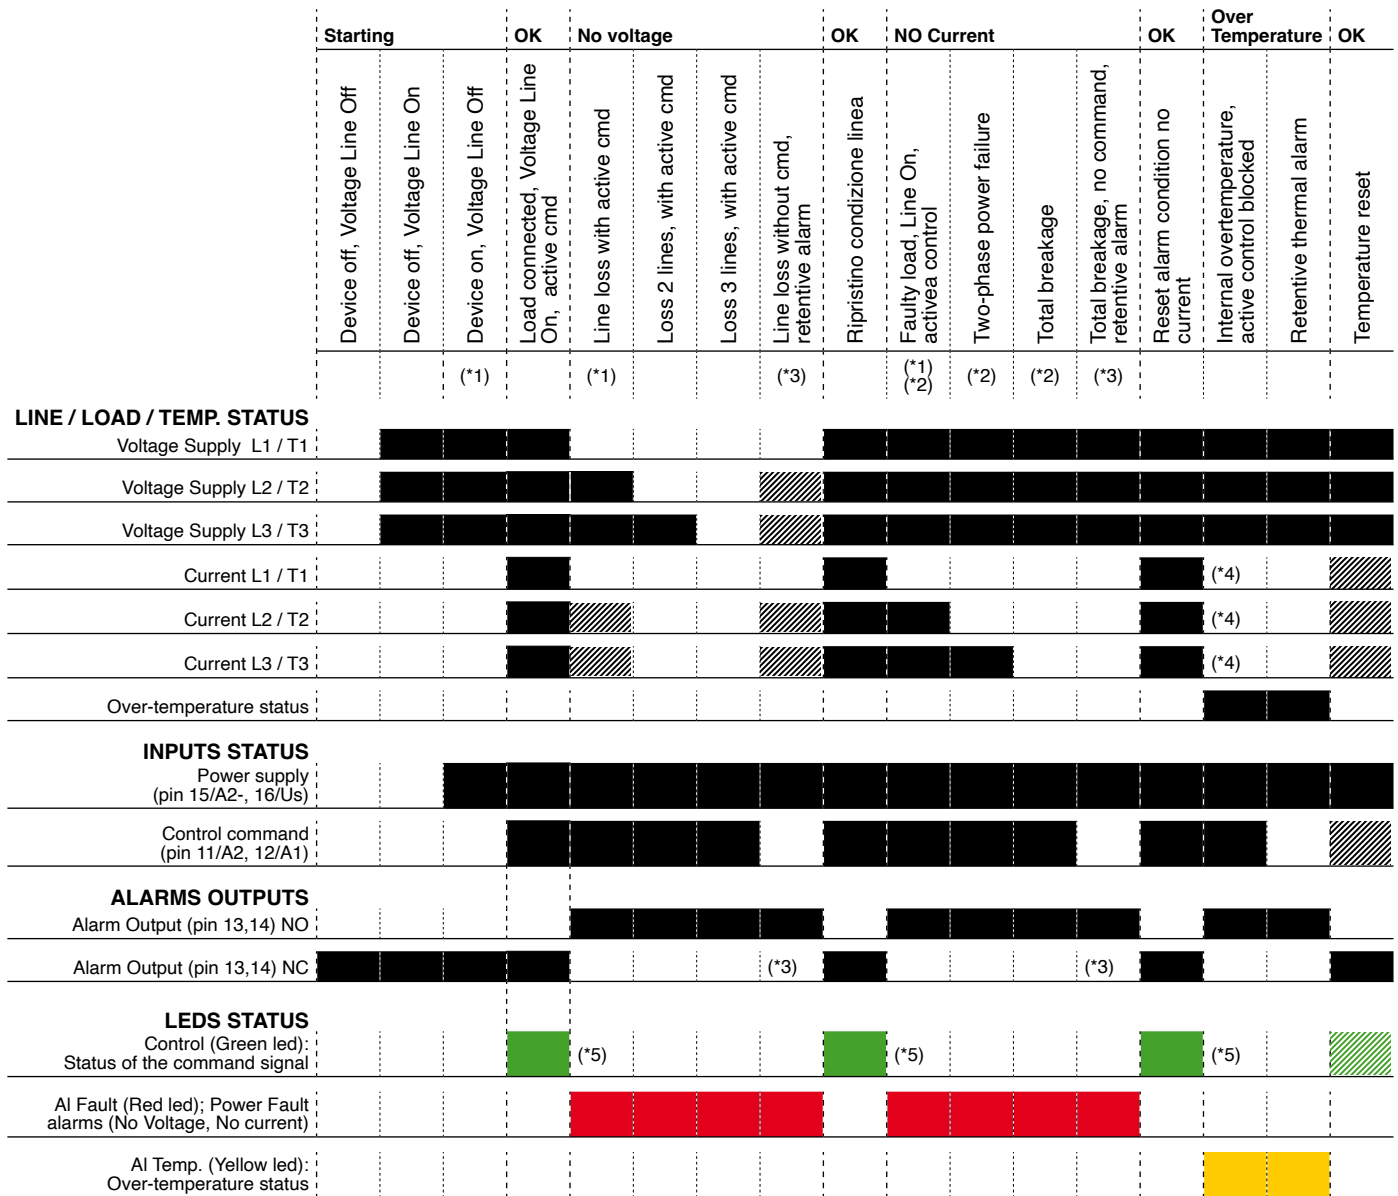 Starting
OK
No voltage
OK
NO Current
OK
Over
Temperature
OK
Device off, Voltage Line Off
Device off, Voltage Line On
Device on, Voltage Line Off
Load connected, Voltage Line
On, active cmd
Line loss with active cmd
Loss 2 lines, with active cmd
Loss 3 lines, with active cmd
Line loss without cmd,
retentive alarm
Ripristino condizione linea
Faulty load, Line On,
activea control
Two-phase power failure
Total breakage
Total breakage, no command,
retentive alarm
Reset alarm condition no
current
Internal overtemperature,
active control blocked
Retentive thermal alarm
Temperature reset
(*1)
(*1)
(*3)
(*1)
(*2)
(*2)
(*2)
(*3)
LINE / LOAD / TEMP. STATUS
Voltage Supply L1 / T1
Voltage Supply L2 / T2
Voltage Supply L3 / T3
Current L1 / T1
(*4)
Current L2 / T2
(*4)
Current L3 / T3
(*4)
Over-temperature status
INPUTS STATUS
Power supply
(pin 15/A2-, 16/Us)
Control command
(pin 11/A2, 12/A1)
ALARMS OUTPUTS
Alarm Output (pin 13,14) NO
Alarm Output (pin 13,14) NC
(*3)
(*3)
LEDS STATUS
Control (Green led):
Status of the command signal
(*5)
(*5)
(*5)
Al Fault (Red led); Power Fault
alarms (No Voltage, No current)
Al Temp. (Yellow led):
Over-temperature status